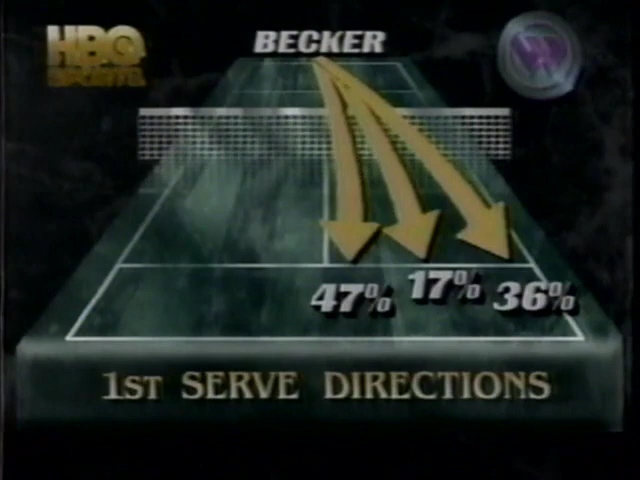 HBO
SPORTS
BECKER
47% 17% 36%
1ST SERVE DIRECTIONS